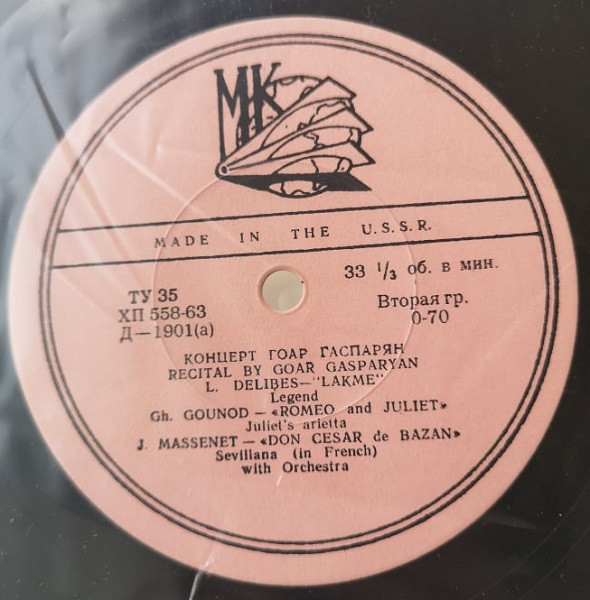 МК
MADE IN THE U.S.S.R.
33 1/3 об. в мин.
ТУ 35
ХП 558-63
Д—1901(а)
Вторая гр.
0-70
КОНЦЕРТ ГОАР ГАСПАРЯН
RECITAL BY GOAR GASPARYAN
L. DELIBES—"LAKME"
Legend
Gh. GOUNOD — «ROMEO and JULIET»
Juliet's arietta
J. MASSENET — «DON CESAR de BAZAN»
Sevillana (in French)
with Orchestra